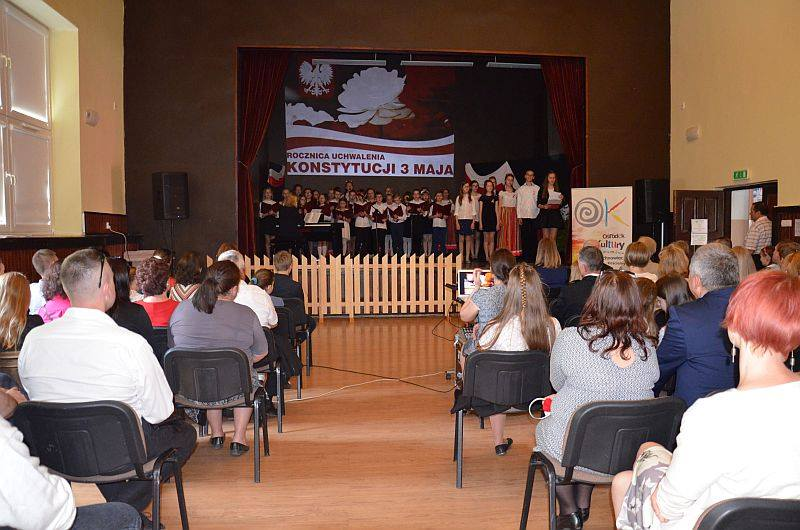 ROCZNICA UCHWALENIA
KONSTYTUCJI 3 MAJA
OK
Ośrodek
Kultury